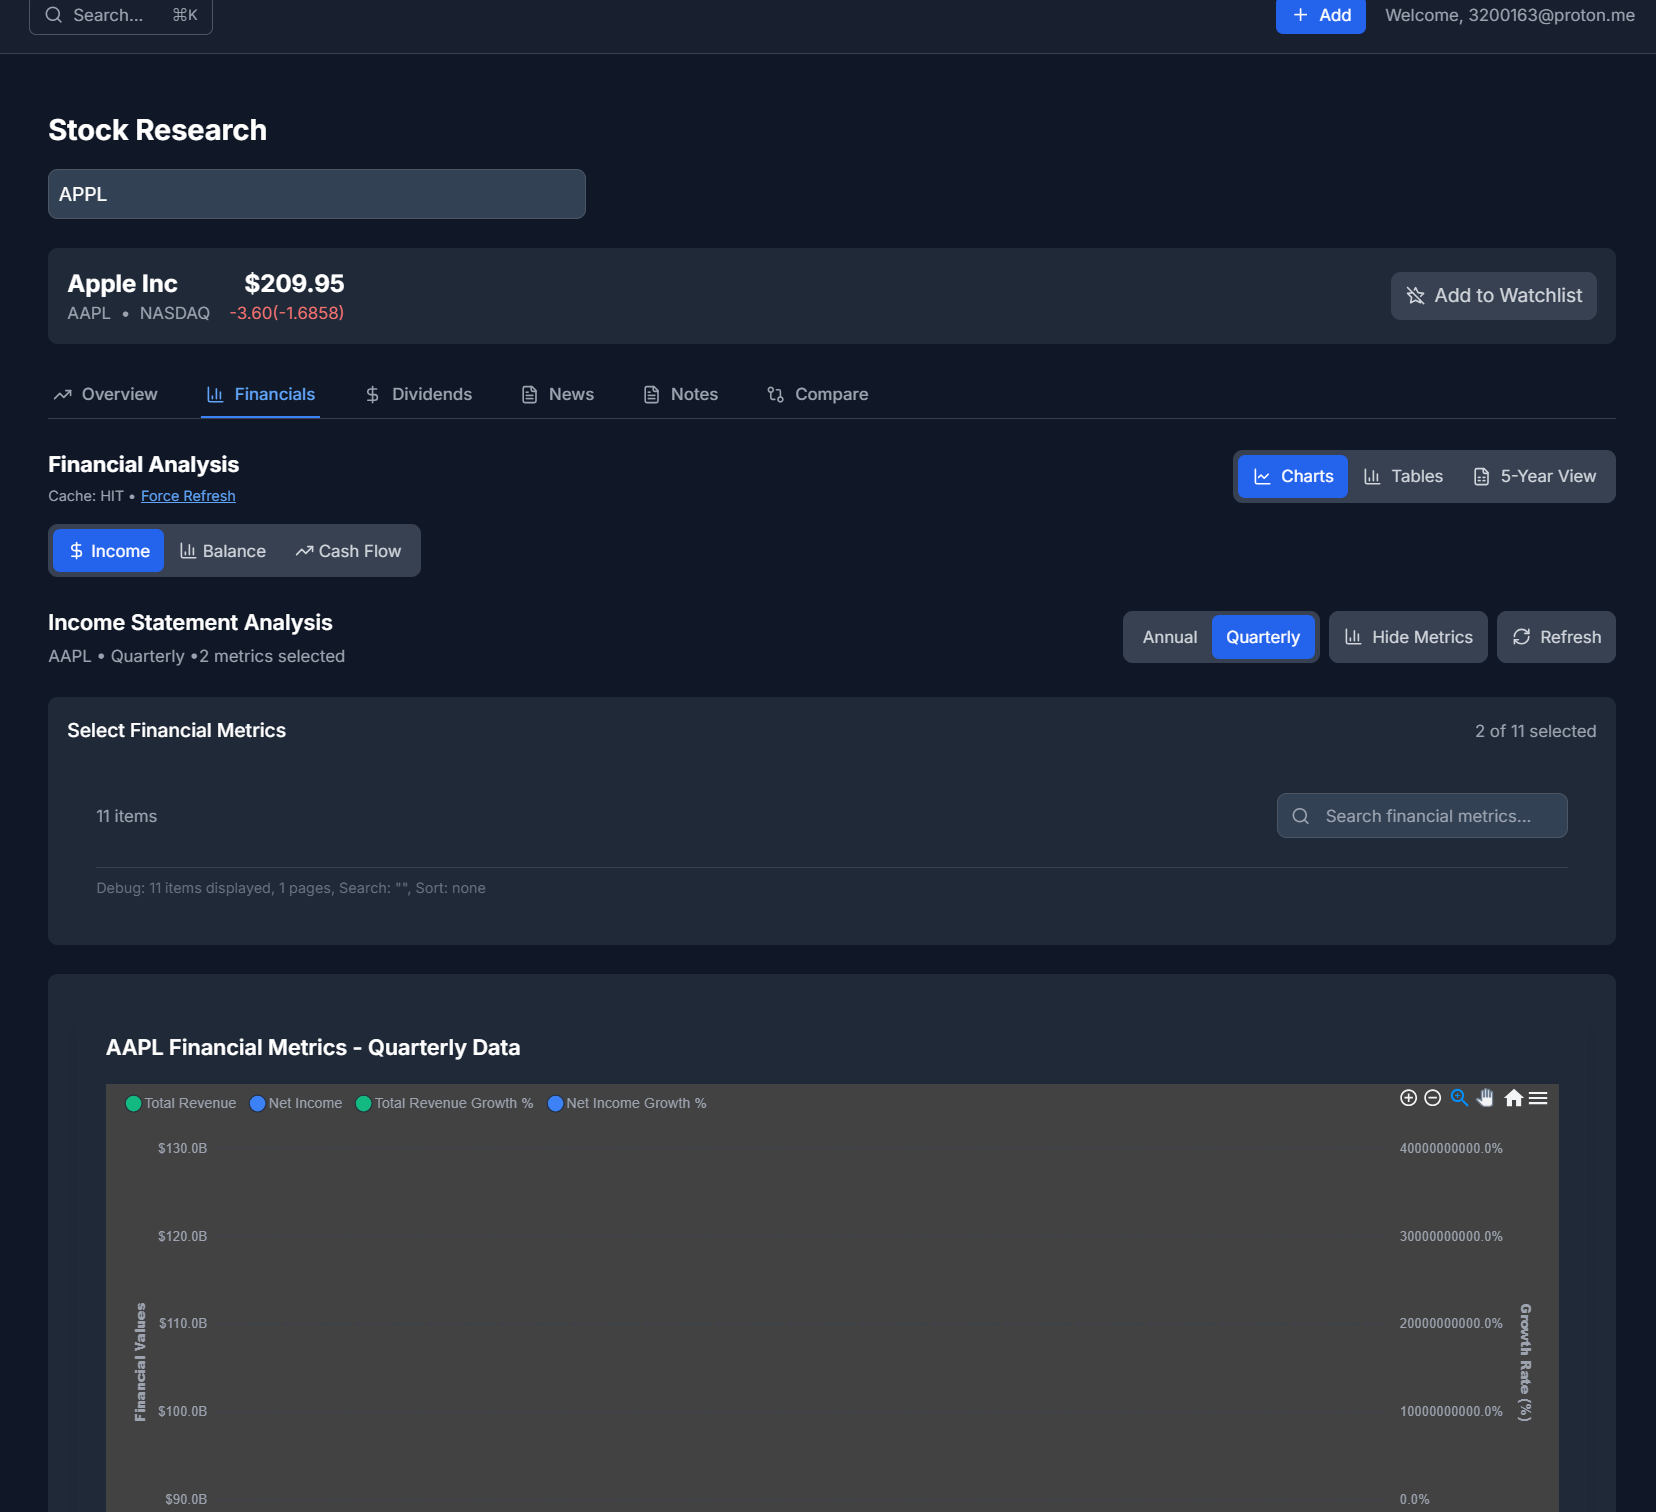 Search... ⌘K
+ Add
Welcome, 3200163@proton.me
Stock Research
APPL
Apple Inc $209.95
AAPL • NASDAQ -3.60(-1.6858)
Add to Watchlist
Overview Financials Dividends News Notes Compare
Financial Analysis
Cache: HIT • Force Refresh
Charts Tables 5-Year View
$ Income Balance Cash Flow
Income Statement Analysis
AAPL • Quarterly •2 metrics selected
Annual Quarterly Hide Metrics Refresh
Select Financial Metrics
2 of 11 selected
11 items
Search financial metrics...
Debug: 11 items displayed, 1 pages, Search: "", Sort: none
AAPL Financial Metrics - Quarterly Data
Total Revenue Net Income Total Revenue Growth % Net Income Growth %
$130.0B 40000000000.0%
$120.0B 30000000000.0%
$110.0B 20000000000.0%
$100.0B 10000000000.0%
$90.0B 0.0%
Financial Values
Growth Rate (%)